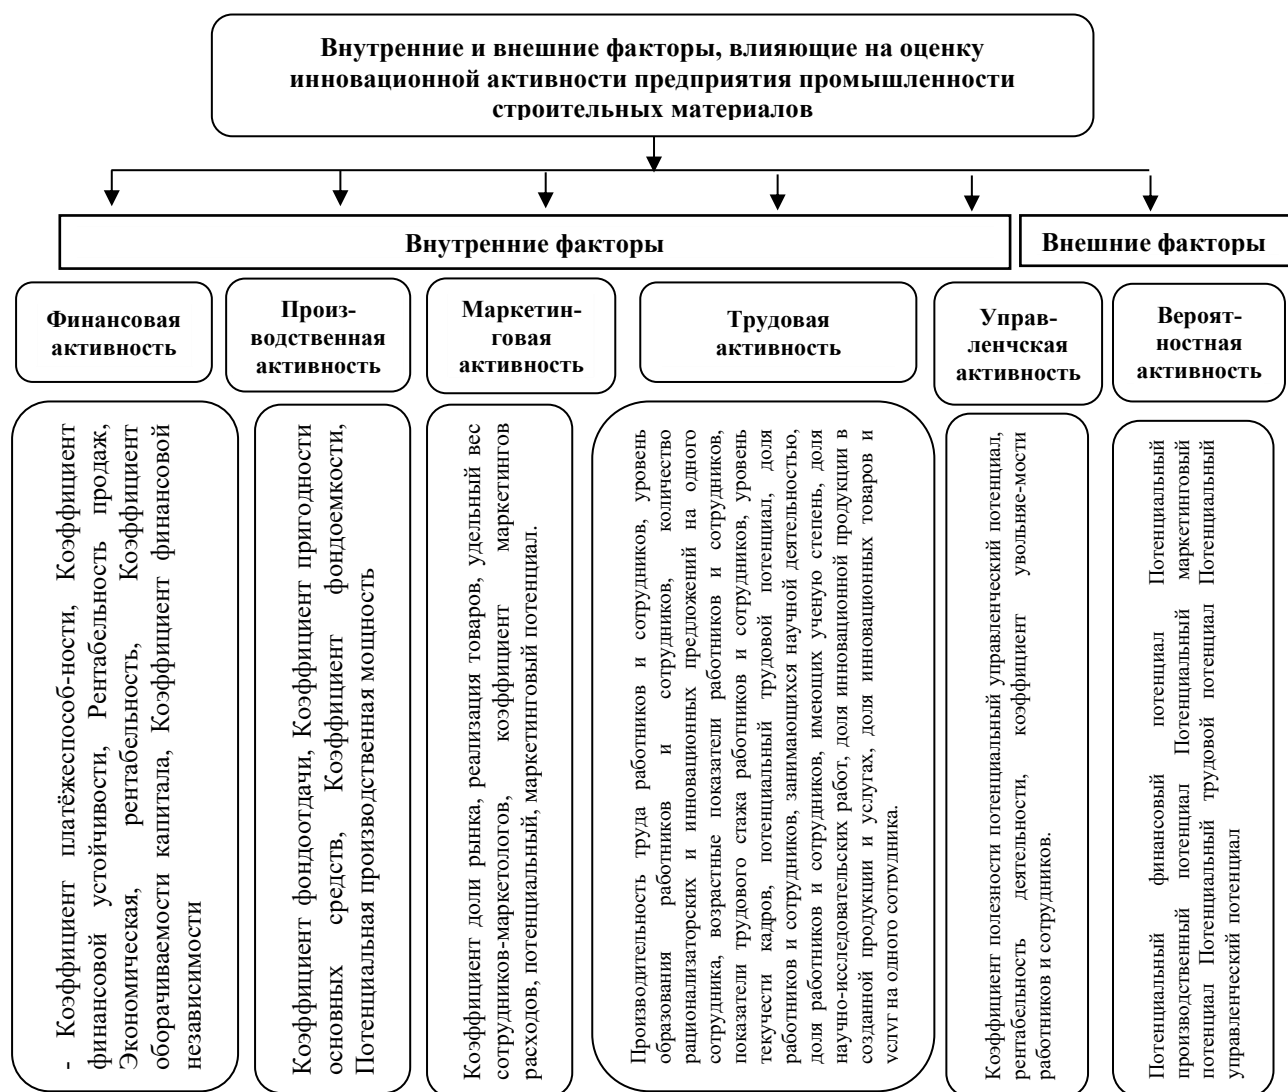 Внутренние и внешние факторы, влияющие на оценку
инновационной активности предприятия промышленности
строительных материалов
Внутренние факторы
Внешние факторы
Финансовая
активность
Произ-
водственная
активность
Маркетин-
говая
активность
Трудовая
активность
Управ-
ленчская
активность
Вероят-
ностная
активность
- Коэффициент платёжеспособ-ности, Коэффициент
финансовой устойчивости, Рентабельность продаж,
Экономическая, рентабельность, Коэффициент
оборачиваемости капитала, Коэффициент финансовой
независимости
Коэффициент фондоотдачи, Коэффициент пригодности
основных средств, Коэффициент фондоемкости,
Потенциальная производственная мощность
Коэффициент доли рынка, реализация товаров, удельный вес
сотрудников-маркетологов, коэффициент маркетингов
расходов, потенциальный, маркетинговый потенциал.
Производительность труда работников и сотрудников, уровень
образования работников и сотрудников, количество
рационализаторских и инновационных предложений на одного
сотрудника, возрастные показатели работников и сотрудников,
показатели трудового стажа работников и сотрудников, уровень
текучести кадров, потенциальный трудовой потенциал, доля
работников и сотрудников, занимающихся научной деятельностью,
доля работников и сотрудников, имеющих ученую степень, доля
научно-исследовательских работ, доля инновационной продукции в
созданной продукции и услугах, доля инновационных товаров и
услуг на одного сотрудника.
Коэффициент полезности потенциальный управленческий потенциал,
рентабельность деятельности, коэффициент увольняе-мости
работников и сотрудников.
Потенциальный финансовый потенциал Потенциальный
производственный потенциал Потенциальный маркетинговый
потенциал Потенциальный трудовой потенциал Потенциальный
управленческий потенциал